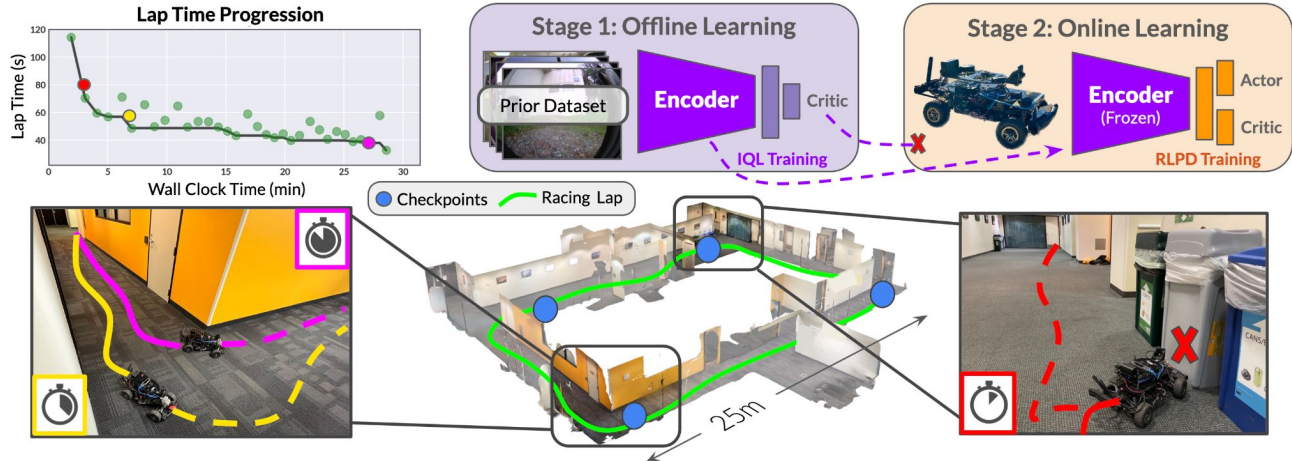 Lap Time Progression
Lap Time (s)
120
100
80
60
40
0
5
10
15
20
25
30
Wall Clock Time (min)
Stage 1: Offline Learning
Prior Dataset
Encoder
Critic
IQL Training
Stage 2: Online Learning
Encoder
(Frozen)
Actor
Critic
RLPD Training
Checkpoints
Racing Lap
25m
CANS/